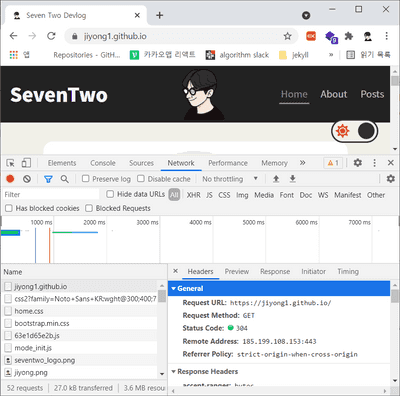 Seven Two Devlog
jiyong1.github.io
앱
Repositories - GitH...
카카오맵 리액트
algorithm slack
jekyll
»
읽기 목록
SevenTwo
Home
About
Posts
Elements
Console
Sources
Network
Performance
Memory
»
1
Preserve log
Disable cache
No throttling
Filter
Hide data URLs
All
XHR
JS
CSS
Img
Media
Font
Doc
WS
Manifest
Other
Has blocked cookies
Blocked Requests
1000 ms
2000 ms
3000 ms
4000 ms
5000 ms
6000 ms
7000 ms
Name
jiyong1.github.io
css2?family=Noto+Sans+KR:wght@300;400;7
home.css
bootstrap.min.css
63e1d65e2b.js
mode_init.js
seventwo_logo.png
jiyong.png
52 requests
27.0 kB transferred
3.6 MB resou
Headers
Preview
Response
Initiator
Timing
General
Request URL: https://jiyong1.github.io/
Request Method: GET
Status Code: 304
Remote Address: 185.199.108.153:443
Referrer Policy: strict-origin-when-cross-origin
Response Headers
accept-ranges: bytes